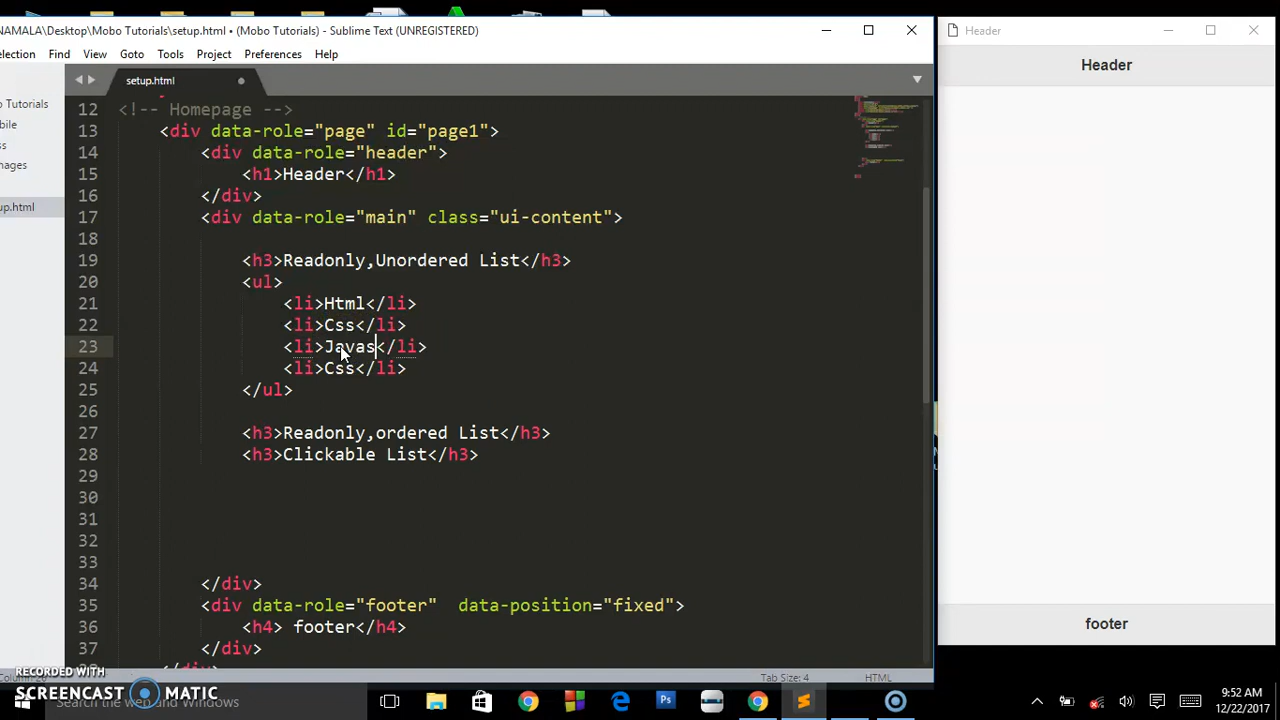 NAMALA\Desktop\Mobo Tutorials\setup.html • (Mobo Tutorials) - Sublime Text (UNREGISTERED)
Header
election Find View Goto Tools Project Preferences Help
Header
setup.html
o Tutorials
bile
s
ages
up.html
12 <!-- Homepage -->
13 <div data-role="page" id="page1">
14 <div data-role="header">
15 <h1>Header</h1>
16 </div>
17 <div data-role="main" class="ui-content">
18
19 <h3>Readonly,Unordered List</h3>
20 <ul>
21 <li>Html</li>
22 <li>Css</li>
23 <li>Javas</li>
24 <li>Css</li>
25 </ul>
26
27 <h3>Readonly,ordered List</h3>
28 <h3>Clickable List</h3>
29
30
31
32
33
34 </div>
35 <div data-role="footer"  data-position="fixed">
36 <h4> footer</h4>
37 </div>
footer
RECORDED WITH
SCREENCAST MATIC
Tab Size: 4
HTML
Search the web and Windows
9:52 AM
12/22/2017